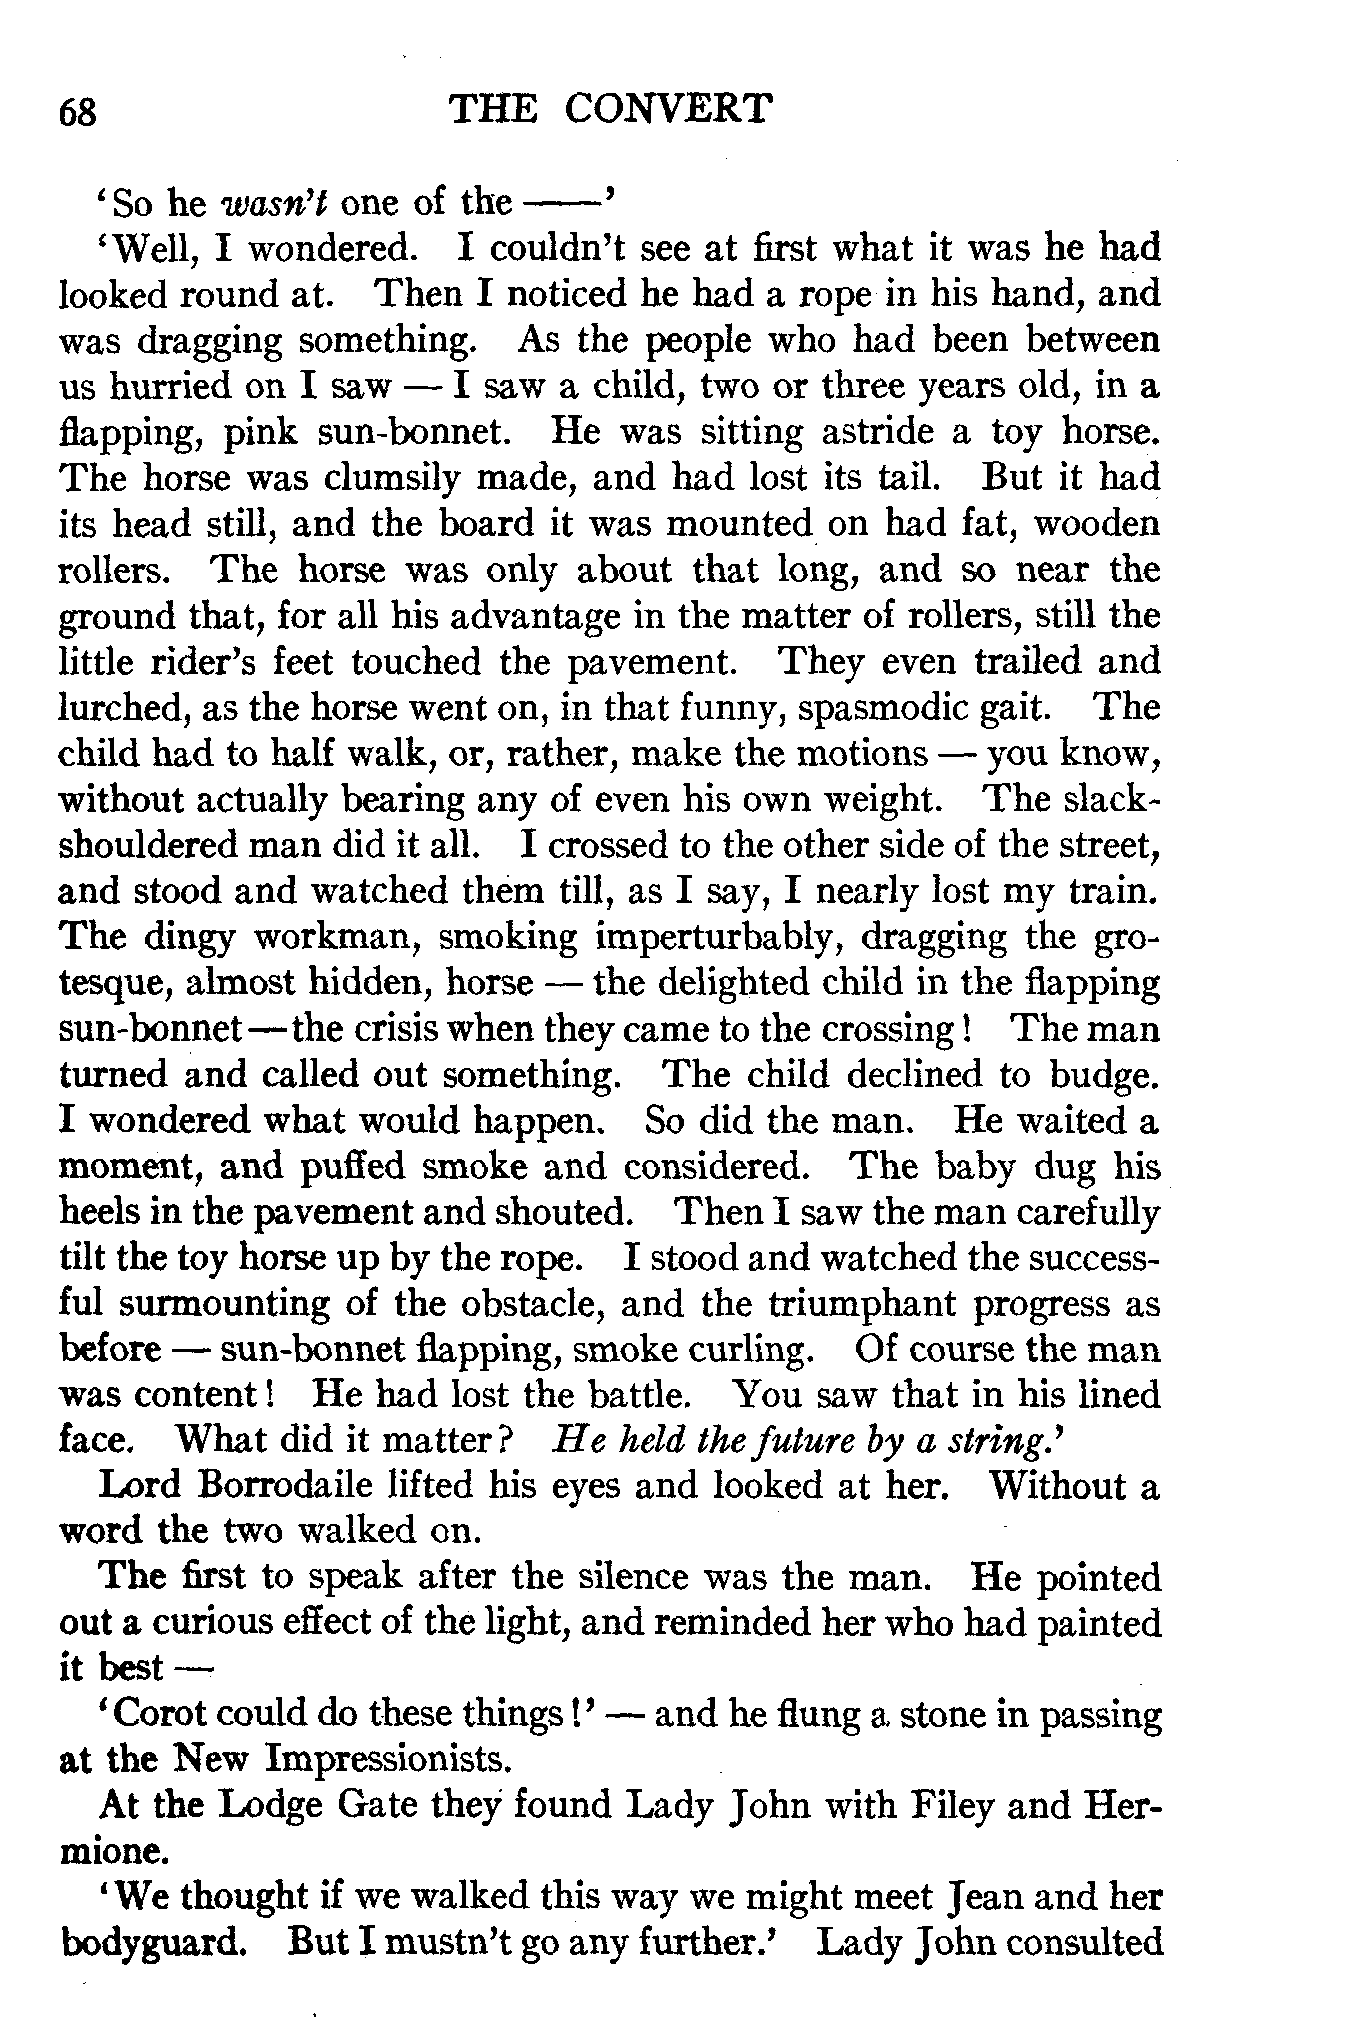 68 THE CONVERT
‘So he wasn’t one of the ——’
‘Well, I wondered. I couldn’t see at first what it was he had
looked round at. Then I noticed he had a rope in his hand, and
was dragging something. As the people who had been between
us hurried on I saw — I saw a child, two or three years old, in a
flapping, pink sun-bonnet. He was sitting astride a toy horse.
The horse was clumsily made, and had lost its tail. But it had
its head still, and the board it was mounted on had fat, wooden
rollers. The horse was only about that long, and so near the
ground that, for all his advantage in the matter of rollers, still the
little rider’s feet touched the pavement. They even trailed and
lurched, as the horse went on, in that funny, spasmodic gait. The
child had to half walk, or, rather, make the motions — you know,
without actually bearing any of even his own weight. The slack-
shouldered man did it all. I crossed to the other side of the street,
and stood and watched them till, as I say, I nearly lost my train.
The dingy workman, smoking imperturbably, dragging the gro-
tesque, almost hidden, horse — the delighted child in the flapping
sun-bonnet — the crisis when they came to the crossing! The man
turned and called out something. The child declined to budge.
I wondered what would happen. So did the man. He waited a
moment, and puffed smoke and considered. The baby dug his
heels in the pavement and shouted. Then I saw the man carefully
tilt the toy horse up by the rope. I stood and watched the success-
ful surmounting of the obstacle, and the triumphant progress as
before — sun-bonnet flapping, smoke curling. Of course the man
was content! He had lost the battle. You saw that in his lined
face. What did it matter? He held the future by a string.’
Lord Borrodaile lifted his eyes and looked at her. Without a
word the two walked on.
The first to speak after the silence was the man. He pointed
out a curious effect of the light, and reminded her who had painted
it best —
‘Corot could do these things!’ — and he flung a stone in passing
at the New Impressionists.
At the Lodge Gate they found Lady John with Filey and Her-
mione.
‘We thought if we walked this way we might meet Jean and her
bodyguard. But I mustn’t go any further.’ Lady John consulted